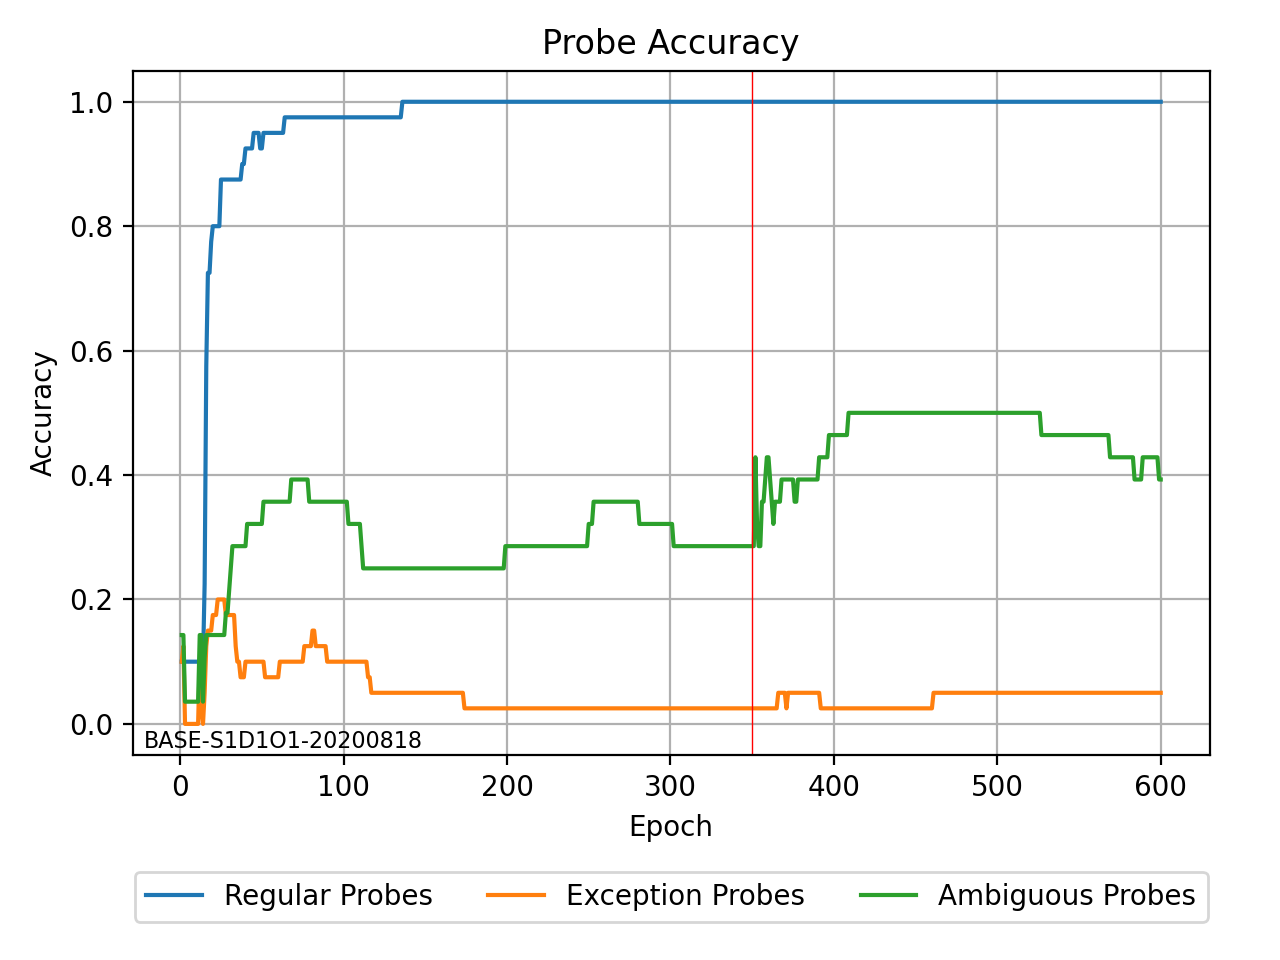 Probe Accuracy
1.0
0.8
0.6
0.4
0.2
0.0
Accuracy
BASE-S1D1O1-20200818
0 100 200 300 400 500 600
Epoch
Regular Probes Exception Probes Ambiguous Probes